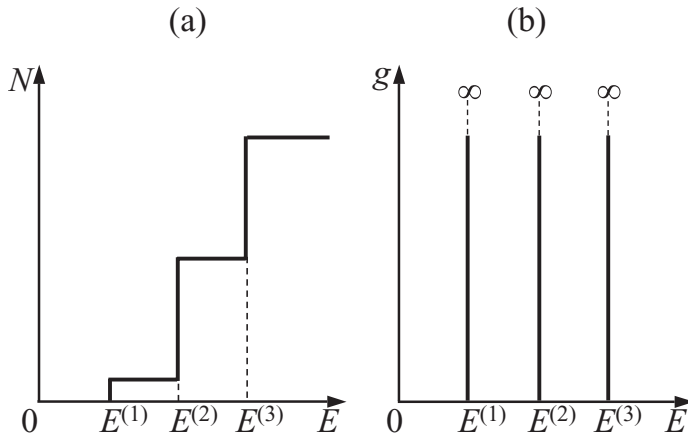 (a) (b)
N g
∞ ∞ ∞
0 E⁽¹⁾ E⁽²⁾ E⁽³⁾ E 0 E⁽¹⁾ E⁽²⁾ E⁽³⁾ E